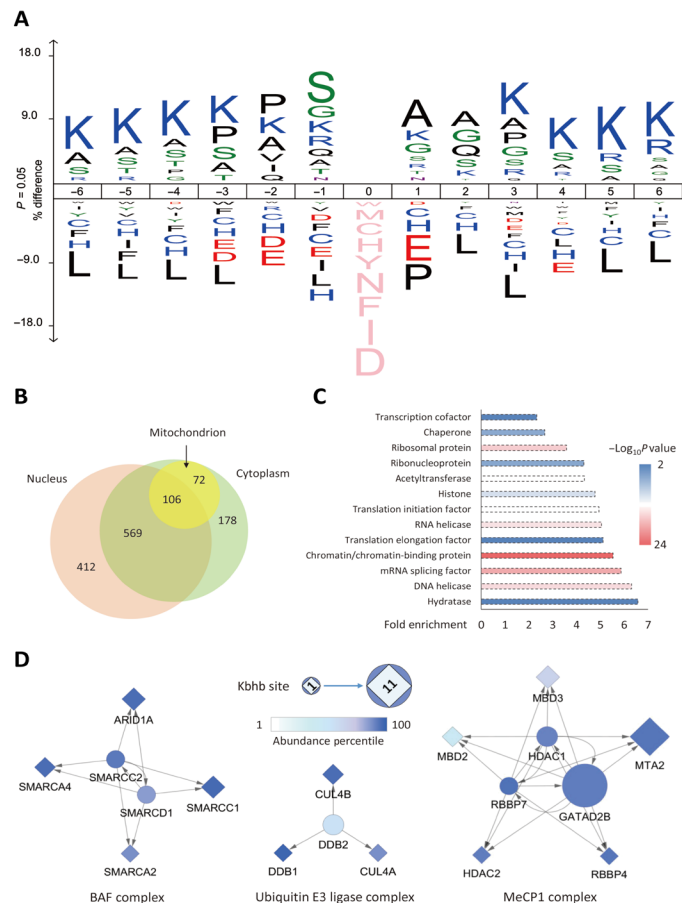 A
18.0
9.0
P = 0.05
% difference
−9.0
−18.0
−6 −5 −4 −3 −2 −1 0 1 2 3 4 5 6
K K K K P S A A K K K K
W M C H Y N F I D
B
Mitochondrion
Nucleus
Cytoplasm
72
106
569
178
412
C
Transcription cofactor
Chaperone
Ribosomal protein
Ribonucleoprotein
Acetyltransferase
Histone
Translation initiation factor
RNA helicase
Translation elongation factor
Chromatin/chromatin-binding protein
mRNA splicing factor
DNA helicase
Hydratase
Fold enrichment 0 1 2 3 4 5 6 7
−Log10 P value
2
24
D
Kbhb site
1
11
1
100
Abundance percentile
ARID1A
SMARCC2
SMARCA4
SMARCD1
SMARCC1
SMARCA2
BAF complex
CUL4B
DDB2
DDB1
CUL4A
Ubiquitin E3 ligase complex
MBD3
MBD2
HDAC1
MTA2
RBBP7
GATAD2B
HDAC2
RBBP4
MeCP1 complex